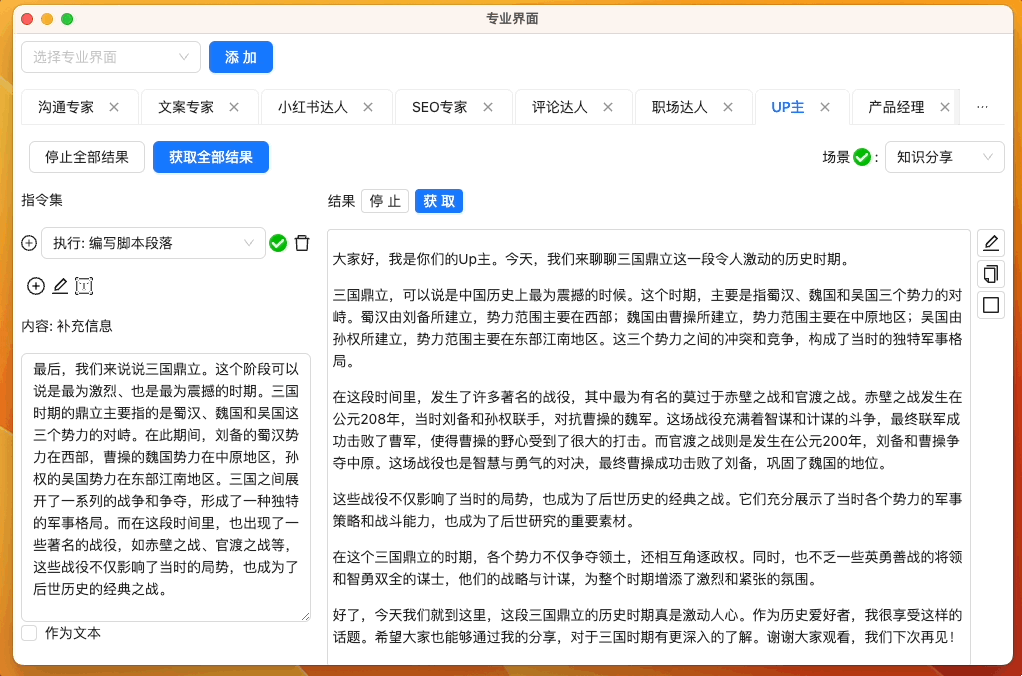 专业界面
选择专业界面
添 加
沟通专家
文案专家
小红书达人
SEO专家
评论达人
职场达人
UP主
产品经理
···
停止全部结果
获取全部结果
场景 :
知识分享
指令集
结果
停 止
获 取
执行: 编写脚本段落
内容: 补充信息
最后，我们来说说三国鼎立。这个阶段可以
说是最为激烈、也是最为震撼的时期。三国
时期的鼎立主要指的是蜀汉、魏国和吴国这
三个势力的对峙。在此期间，刘备的蜀汉势
力在西部，曹操的魏国势力在中原地区，孙
权的吴国势力在东部江南地区。三国之间展
开了一系列的战争和争夺，形成了一种独特
的军事格局。而在这段时间里，也出现了一
些著名的战役，如赤壁之战、官渡之战等，
这些战役不仅影响了当时的局势，也成为了
后世历史的经典之战。
作为文本
大家好，我是你们的Up主。今天，我们来聊聊三国鼎立这一段令人激动的历史时期。
三国鼎立，可以说是中国历史上最为震撼的时候。这个时期，主要是指蜀汉、魏国和吴国三个势力的对
峙。蜀汉由刘备所建立，势力范围主要在西部；魏国由曹操所建立，势力范围主要在中原地区；吴国由
孙权所建立，势力范围主要在东部江南地区。这三个势力之间的冲突和竞争，构成了当时的独特军事格
局。
在这段时间里，发生了许多著名的战役，其中最为有名的莫过于赤壁之战和官渡之战。赤壁之战发生在
公元208年，当时刘备和孙权联手，对抗曹操的魏军。这场战役充满着智谋和计谋的斗争，最终联军成
功击败了曹军，使得曹操的野心受到了很大的打击。而官渡之战则是发生在公元200年，刘备和曹操争
夺中原。这场战役也是智慧与勇气的对决，最终曹操成功击败了刘备，巩固了魏国的地位。
这些战役不仅影响了当时的局势，也成为了后世历史的经典之战。它们充分展示了当时各个势力的军事
策略和战斗能力，也成为了后世研究的重要素材。
在这个三国鼎立的时期，各个势力不仅争夺领土，还相互角逐政权。同时，也不乏一些英勇善战的将领
和智勇双全的谋士，他们的战略与计谋，为整个时期增添了激烈和紧张的氛围。
好了，今天我们就到这里，这段三国鼎立的历史时期真是激动人心。作为历史爱好者，我很享受这样的
话题。希望大家也能够通过我的分享，对于三国时期有更深入的了解。谢谢大家观看，我们下次再见！